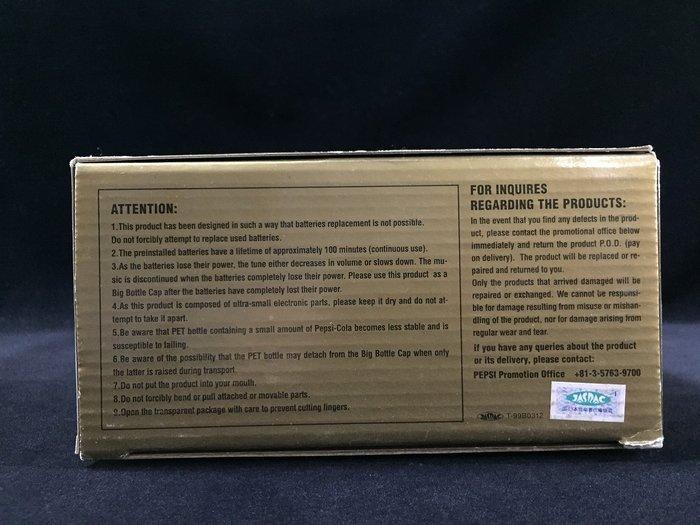 ATTENTION:
1.This product has been designed in such a way that batteries replacement is not possible.
Do not forcibly attempt to replace used batteries.
2.The preinstalled batteries have a lifetime of approximately 100 minutes (continuous use).
3.As the batteries lose their power, the tune either decreases in volume or slows down. The mu-
sic is discontinued when the batteries completely lose their power. Please use this product as a
Big Bottle Cap after the batteries have completely lost their power.
4.As this product is composed of ultra-small electronic parts, please keep it dry and do not at-
tempt to take it apart.
5.Be aware that PET bottle containing a small amount of Pepsi-Cola becomes less stable and is
susceptible to falling.
6.Be aware of the possibility that the PET bottle may detach from the Big Bottle Cap when only
the latter is raised during transport.
7.Do not put the product into your mouth.
8.Do not forcibly bend or pull attached or movable parts.
9.Open the transparent package with care to prevent cutting fingers.
FOR INQUIRES
REGARDING THE PRODUCTS:
In the event that you find any defects in the prod-
uct, please contact the promotional office below
immediately and return the product P.O.D. (pay
on delivery). The product will be replaced or re-
paired and returned to you.
Only the products that arrived damaged will be
repaired or exchanged. We cannot be responsi-
ble for damage resulting from misuse or mishan-
dling of the product, nor for damage arising from
regular wear and tear.
If you have any queries about the product
or its delivery, please contact:
PEPSI Promotion Office +81-3-5763-9700
JASRAC T-99B0312
JASRAC